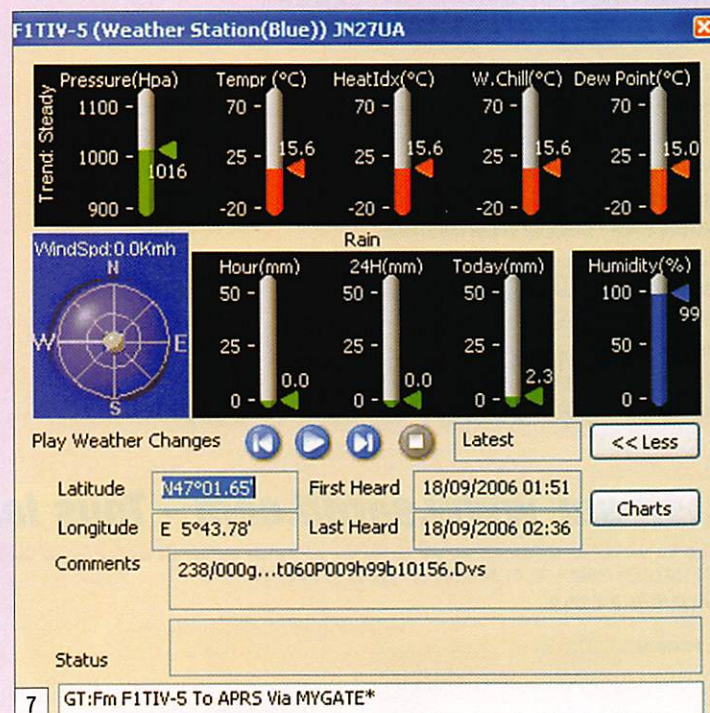 F1TIV-5 (Weather Station(Blue)) JN27UA
Pressure(Hpa) Tempr (°C) HeatIdx(°C) W.Chill(°C) Dew Point(°C)
Trend: Steady
1100 - 70 - 70 - 70 - 70 -
1000 - 1016 25 - 15.6 25 - 15.6 25 - 15.6 25 - 15.0
900 - -20 - -20 - -20 - -20 -
Rain
WindSpd:0.0Kmh
N
W E
S
Hour(mm) 24H(mm) Today(mm) Humidity(%)
50 - 50 - 50 - 100 - 99
25 - 25 - 25 - 50 -
0 - 0.0 0 - 0.0 0 - 2.3 0 -
Play Weather Changes Latest << Less
Latitude N47°01.65' First Heard 18/09/2006 01:51
Charts
Longitude E 5°43.78' Last Heard 18/09/2006 02:36
Comments 238/000g...t060P009h99b10156.Dvs
Status
7 GT:Fm F1TIV-5 To APRS Via MYGATE*